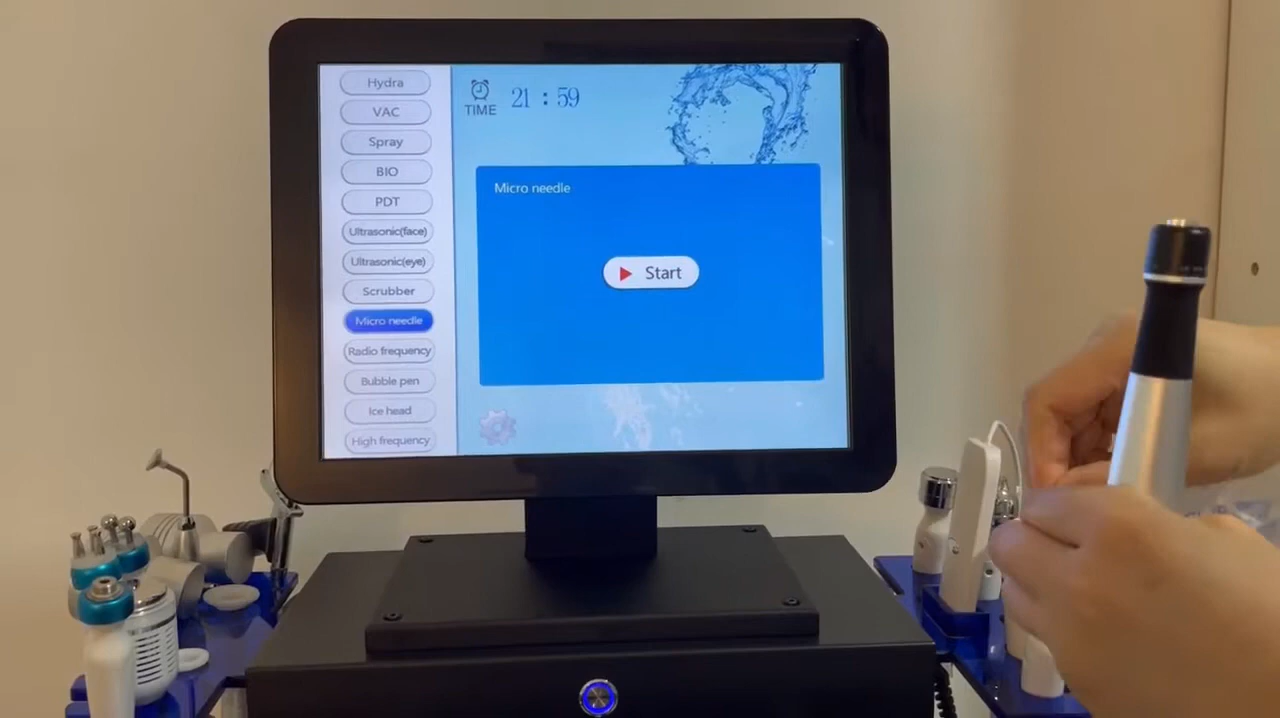 Hydra
VAC
Spray
BIO
PDT
Ultrasonic(face)
Ultrasonic(eye)
Scrubber
Micro needle
Radio frequency
Bubble pen
Ice head
High frequency
TIME 21 : 59
Micro needle
Start